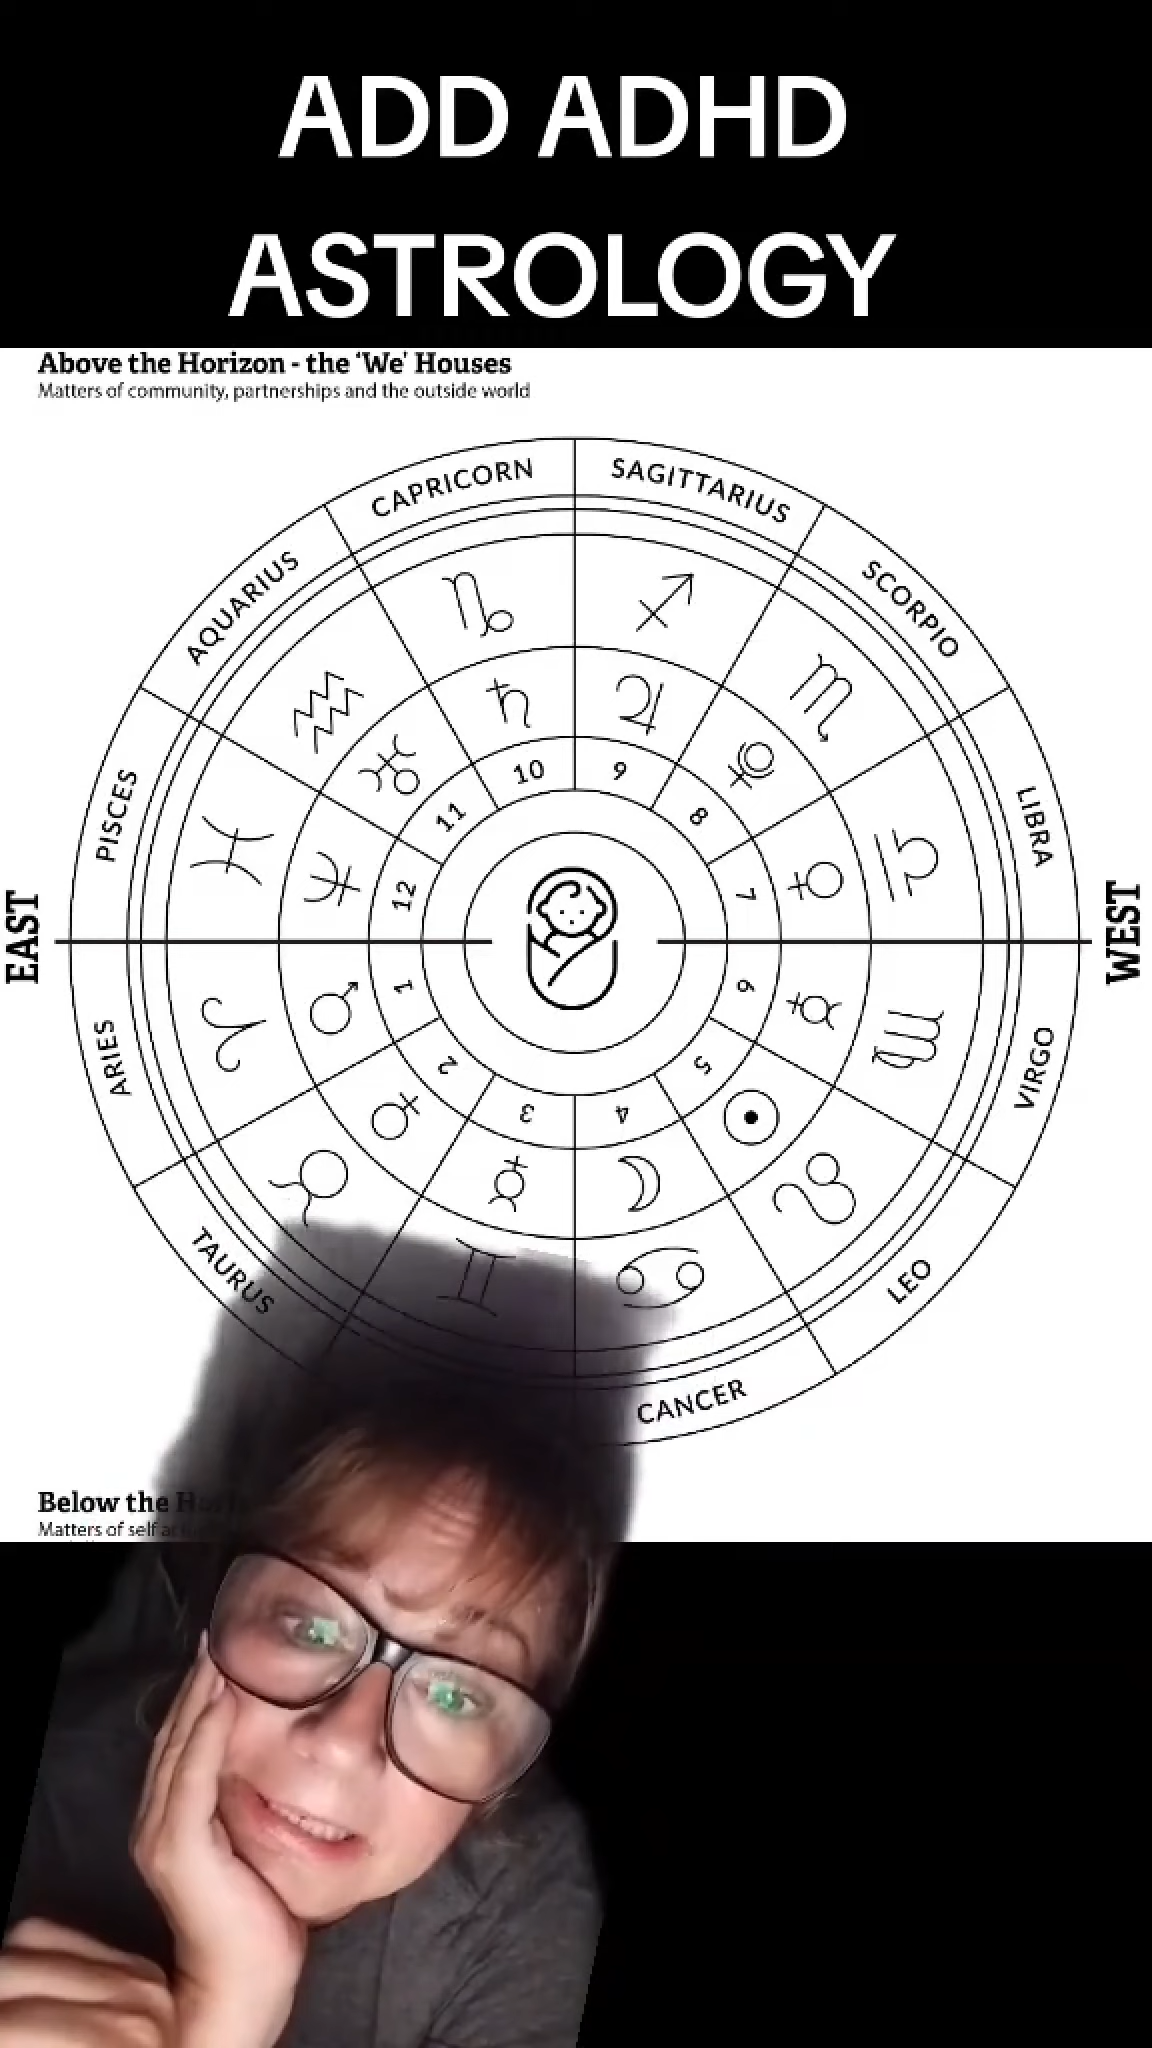 ADD ADHD
ASTROLOGY
Above the Horizon - the ‘We’ Houses
Matters of community, partnerships and the outside world
CAPRICORN
SAGITTARIUS
AQUARIUS
SCORPIO
PISCES
LIBRA
10
9
11
8
12
7
EAST
WEST
1
6
2
5
3
4
ARIES
VIRGO
TAURUS
LEO
CANCER
Below the
Matters of self